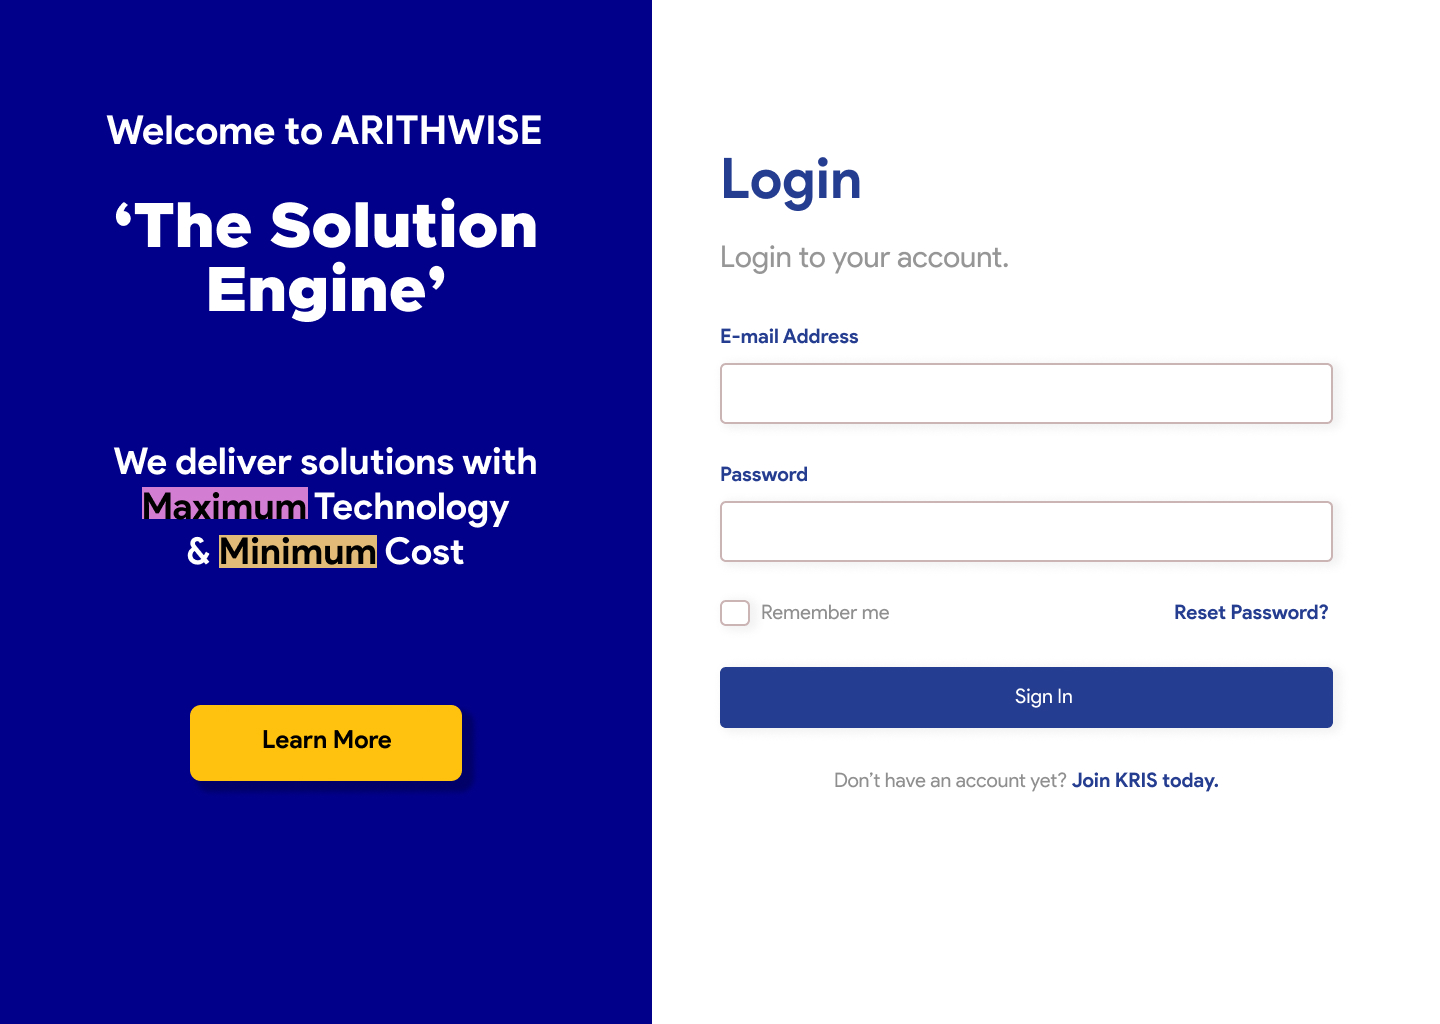 Welcome to ARITHWISE
‘The Solution
Engine’
We deliver solutions with
Maximum Technology
& Minimum Cost
Learn More
Login
Login to your account.
E-mail Address
Password
Remember me
Reset Password?
Sign In
Don’t have an account yet? Join KRIS today.